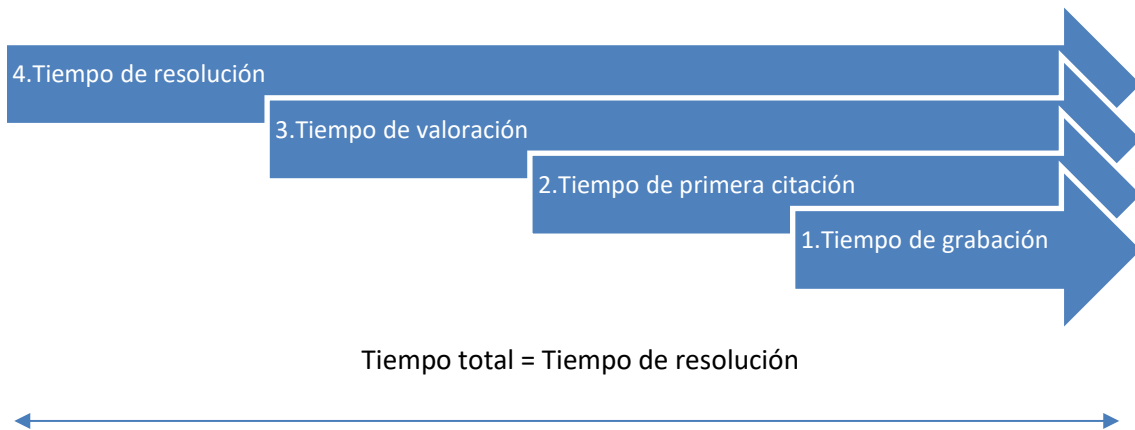 4.Tiempo de resolución
3.Tiempo de valoración
2.Tiempo de primera citación
1.Tiempo de grabación
Tiempo total = Tiempo de resolución